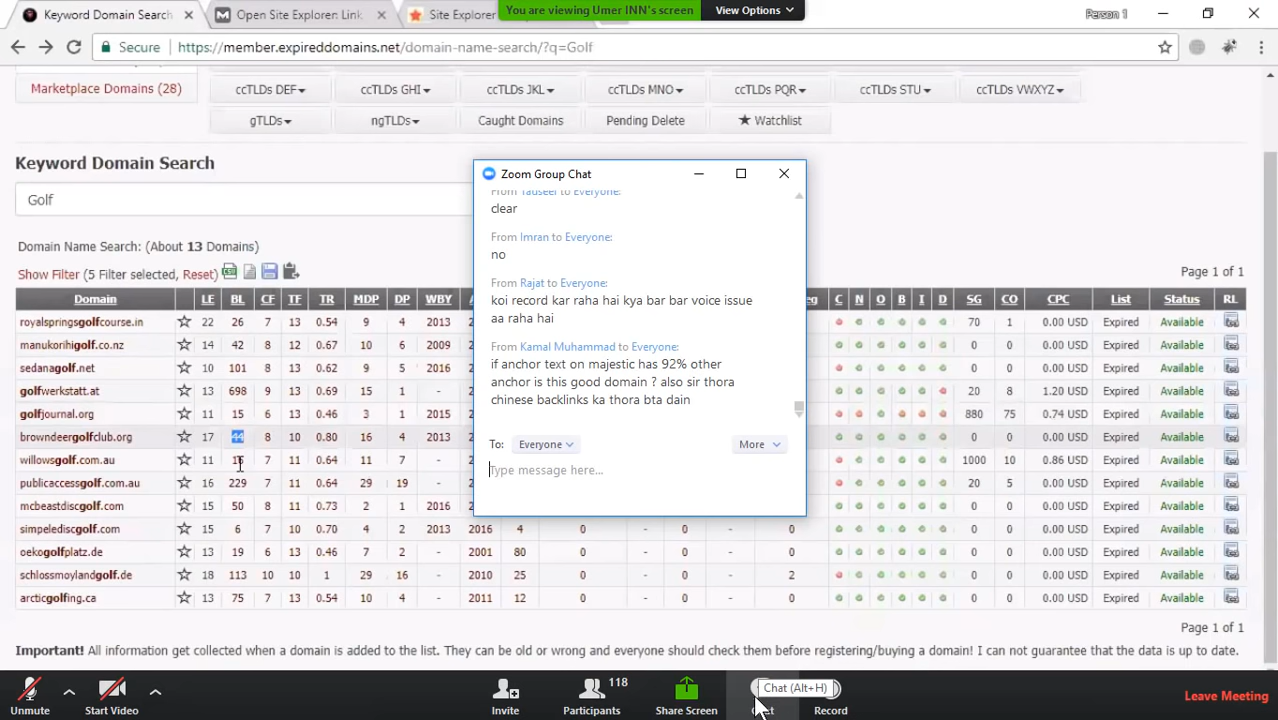 Keyword Domain Search
Open Site Explorer: Link
Site Explorer
You are viewing Umer INN's screen
View Options
Person 1
Secure
https://member.expireddomains.net/domain-name-search/?q=Golf
Marketplace Domains (28)
ccTLDs DEF
ccTLDs GHI
ccTLDs JKL
ccTLDs MNO
ccTLDs PQR
ccTLDs STU
ccTLDs VWXYZ
gTLDs
ngTLDs
Caught Domains
Pending Delete
Watchlist
Keyword Domain Search
Golf
Domain Name Search: (About 13 Domains)
Show Filter (5 Filter selected, Reset)
Page 1 of 1
Domain LE BL CF TF TR MDP DP WBY C N O B I D SG CO CPC List Status RL
royalspringsgolfcourse.in 22 26 7 13 0.54 9 4 2013 70 1 0.00 USD Expired Available
manukorihigolf.co.nz 14 42 8 12 0.67 10 6 2009 0 0 0.00 USD Expired Available
sedanagolf.net 10 101 8 13 0.62 9 5 2016 0 0 0.00 USD Expired Available
golfwerkstatt.at 13 698 9 13 0.69 15 1 - 20 8 1.20 USD Expired Available
golfjournal.org 11 15 6 13 0.46 3 1 2015 880 75 0.74 USD Expired Available
browndeergolfclub.org 17 44 8 10 0.80 16 4 2013 0 0 0.00 USD Expired Available
willowsgolf.com.au 11 7 11 0.64 11 7 - 1000 10 0.86 USD Expired Available
publicaccessgolf.com.au 16 229 7 11 0.64 29 19 - 20 5 0.00 USD Expired Available
mcbeastdiscgolf.com 15 50 8 11 0.73 2 1 2016 0 0 0.00 USD Expired Available
simpelediscgolf.com 15 6 7 10 0.70 4 2 2013 2016 4 0 - 0 - 0 0 0 0.00 USD Expired Available
oekogolfplatz.de 13 19 6 13 0.46 7 2 - 2001 80 0 - 0 - 0 0 0 0.00 USD Expired Available
schlossmoylandgolf.de 18 113 10 10 1 29 16 - 2010 25 0 - 0 - 2 0 0 0.00 USD Expired Available
arcticgolfing.ca 13 75 7 13 0.54 10 4 - 2011 12 0 - 0 - 0 0 0 0.00 USD Expired Available
Page 1 of 1
Important! All information get collected when a domain is added to the list. They can be old or wrong and everyone should check them before registering/buying a domain! I can not guarantee that the data is up to date.
Zoom Group Chat
From Tauseef to Everyone:
clear
From Imran to Everyone:
no
From Rajat to Everyone:
koi record kar raha hai kya bar bar voice issue
aa raha hai
From Kamal Muhammad to Everyone:
if anchor text on majestic has 92% other
anchor is this good domain ? also sir thora
chinese backlinks ka thora bta dain
To: Everyone
More
Type message here...
Chat (Alt+H)
Unmute
Start Video
Invite
118
Participants
Share Screen
Record
Leave Meeting